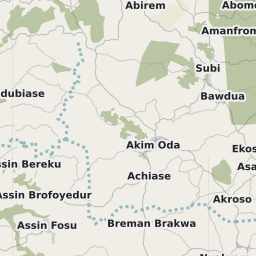 Abirem
Abomo
Amanfrom
Subi
dubiase
Bawdua
Akim Oda
Ekos
ssin Bereku
Asa
Achiase
Assin Brofoyedur
Akroso
Assin Fosu
Breman Brakwa